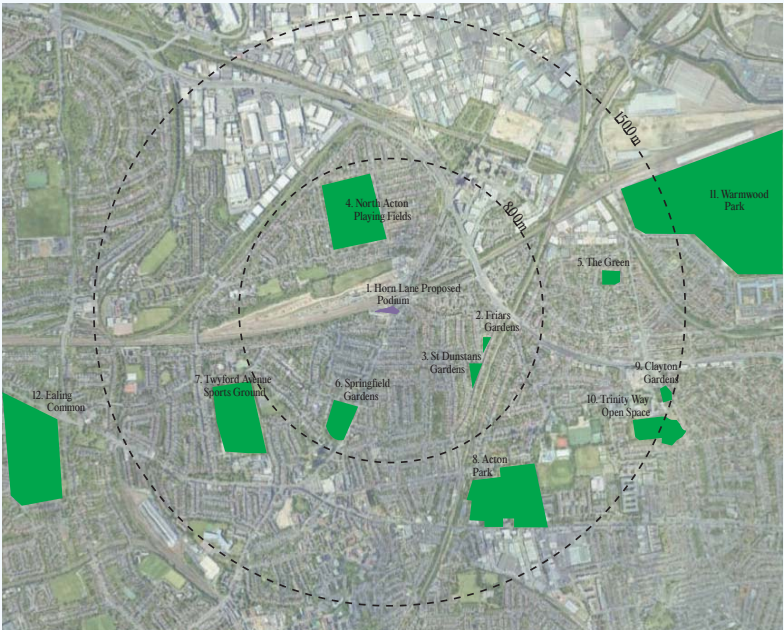 1500m
800m
4. North Acton
Playing Fields
11. Warmwood
Park
5. The Green
1. Horn Lane Proposed
Podium
2. Friars
Gardens
3. St Dunstans
Gardens
9. Clayton
Gardens
7. Twyford Avenue
Sports Ground
6. Springfield
Gardens
12. Ealing
Common
10. Trinity Way
Open Space
8. Acton
Park